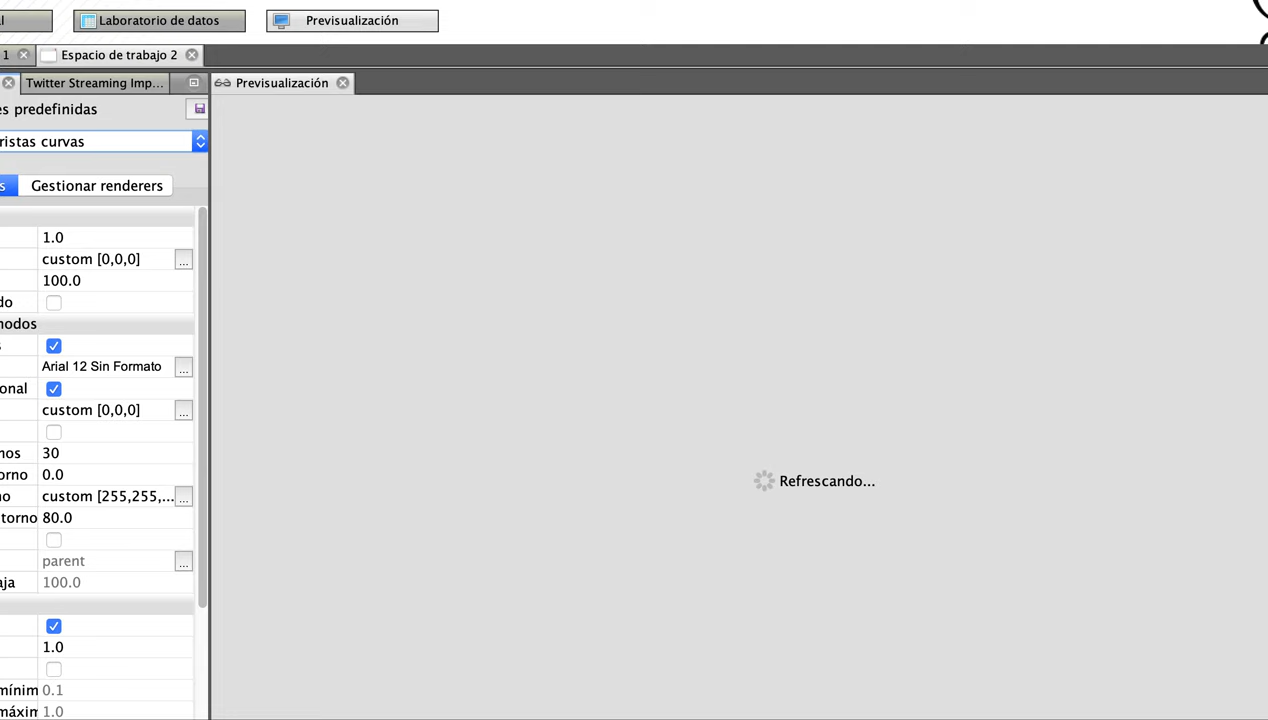 l Laboratorio de datos Previsualización
1 Espacio de trabajo 2
Twitter Streaming Imp... Previsualización
es predefinidas
ristas curvas
s Gestionar renderers
1.0
custom [0,0,0] ...
100.0
do
nodos
s
Arial 12 Sin Formato ...
onal
custom [0,0,0] ...
mos 30
orno 0.0
no custom [255,255,... ...
torno 80.0
parent ...
aja 100.0
1.0
mínim 0.1
máxim 1.0
Refrescando...